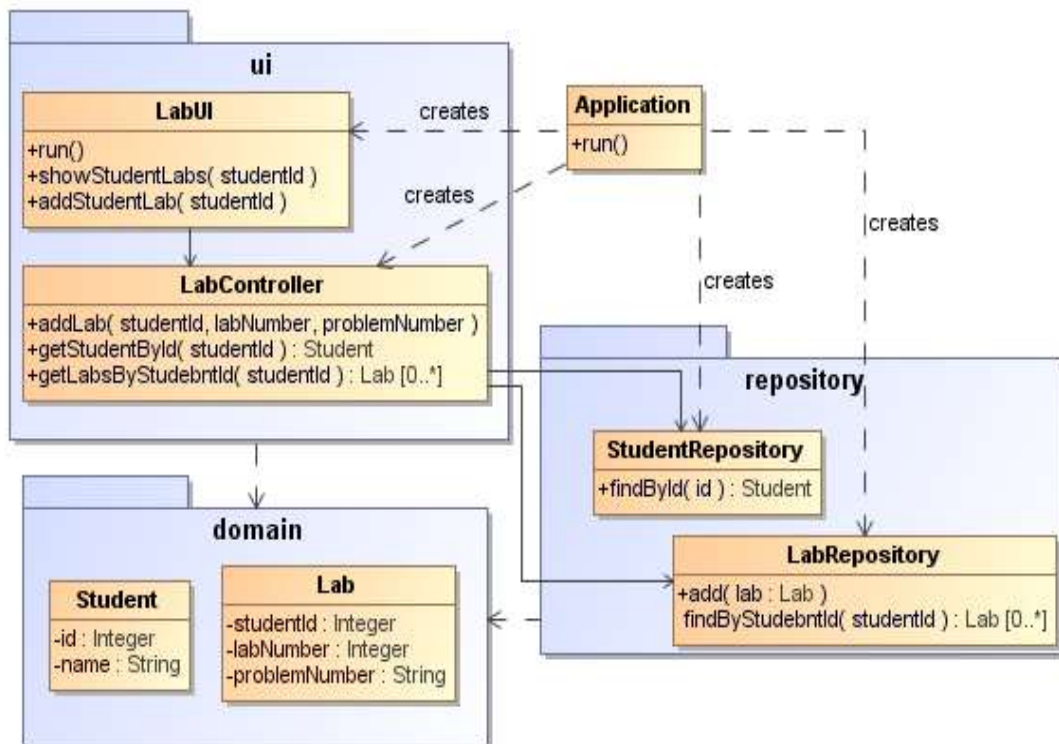 ui
LabUI
+run()
+showStudentLabs( studentId )
+addStudentLab( studentId )
creates
Application
+run()
creates
creates
creates
LabController
+addLab( studentId, labNumber, problemNumber )
+getStudentById( studentId ) : Student
+getLabsByStudebntId( studentId ) : Lab [0..*]
repository
StudentRepository
+findById( id ) : Student
LabRepository
+add( lab : Lab )
findByStudebntId( studentId ) : Lab [0..*]
domain
Student
-id : Integer
-name : String
Lab
-studentId : Integer
-labNumber : Integer
-problemNumber : String